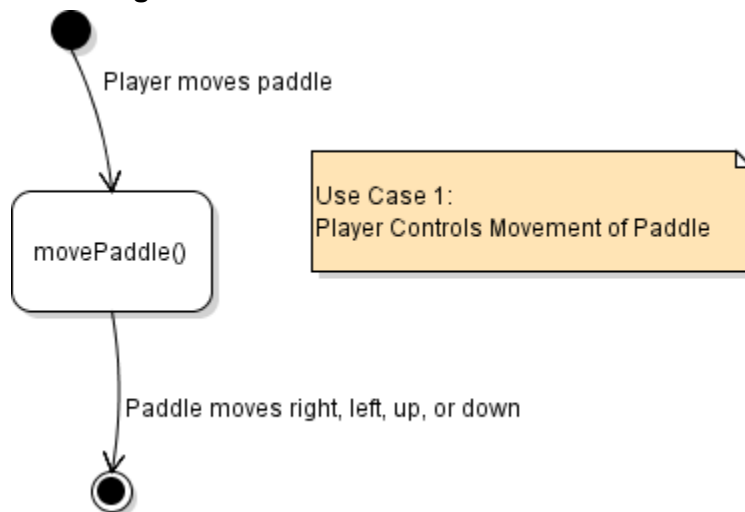 Player moves paddle
Use Case 1:
Player Controls Movement of Paddle
movePaddle()
Paddle moves right, left, up, or down